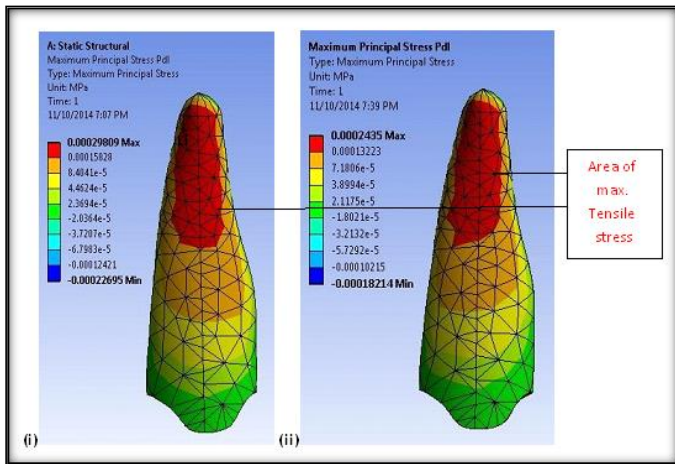 A: Static Structural
Maximum Principal Stress Pdl
Type: Maximum Principal Stress
Unit: MPa
Time: 1
11/10/2014 7:07 PM
0.00029809 Max
0.00015828
8.4041e-5
4.4624e-5
2.3694e-5
-2.0364e-5
-3.7207e-5
-6.7983e-5
-0.00012421
-0.00022695 Min
(i)
Maximum Principal Stress Pdl
Type: Maximum Principal Stress
Unit: MPa
Time: 1
11/10/2014 7:39 PM
0.0002435 Max
0.00013223
7.1806e-5
3.8994e-5
2.1175e-5
-1.8021e-5
-3.2132e-5
-5.7292e-5
-0.00010215
-0.00018214 Min
(ii)
Area of
max.
Tensile
stress